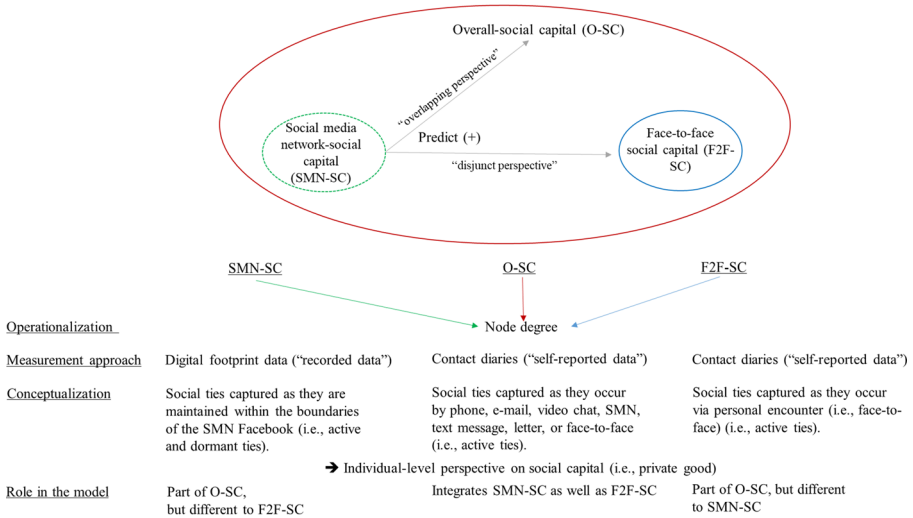 Overall-social capital (O-SC)
“overlapping perspective”
Social media
network-social
capital
(SMN-SC)
Predict (+)
“disjunct perspective”
Face-to-face
social capital (F2F-
SC)
SMN-SC
O-SC
F2F-SC
Operationalization
Node degree
Measurement approach
Digital footprint data (“recorded data”)
Contact diaries (“self-reported data”)
Contact diaries (“self-reported data”)
Conceptualization
Social ties captured as they are
maintained within the boundaries
of the SMN Facebook (i.e., active
and dormant ties).
Social ties captured as they occur
by phone, e-mail, video chat, SMN,
text message, letter, or face-to-face
(i.e., active ties).
Social ties captured as they occur
via personal encounter (i.e., face-to-
face) (i.e., active ties).
➔ Individual-level perspective on social capital (i.e., private good)
Role in the model
Part of O-SC,
but different to F2F-SC
Integrates SMN-SC as well as F2F-SC
Part of O-SC, but different
to SMN-SC